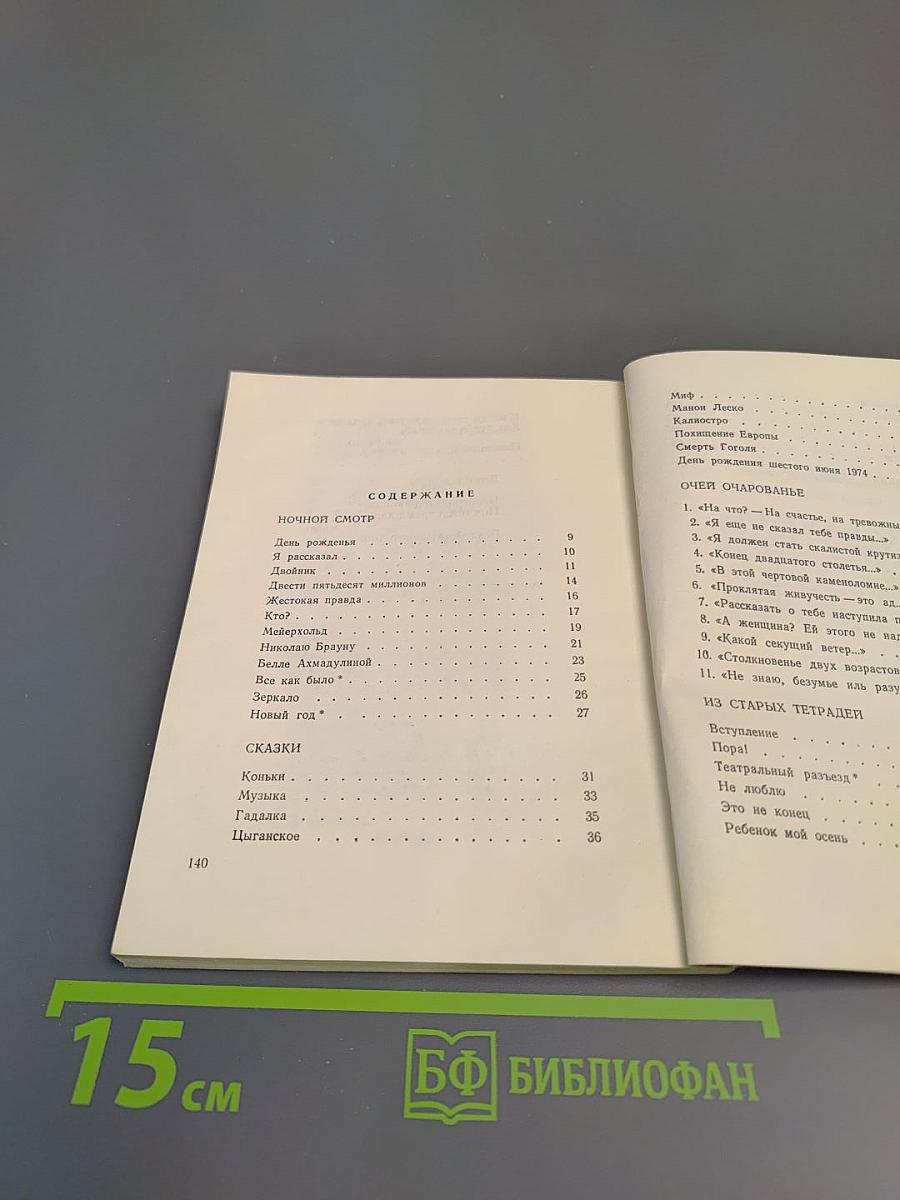 СОДЕРЖАНИЕ
НОЧНОЙ СМОТР
День рожденья . . . . . . . . . . . . 9
Я рассказал . . . . . . . . . . . . . 10
Двойник . . . . . . . . . . . . . . 11
Двести пятьдесят миллионов . . . . . . . . 14
Жестокая правда . . . . . . . . . . . . 16
Кто? . . . . . . . . . . . . . . . 17
Мейерхольд . . . . . . . . . . . . . 19
Николаю Брауну . . . . . . . . . . . . 21
Белле Ахмадулиной . . . . . . . . . . . 23
Все как было * . . . . . . . . . . . . 25
Зеркало . . . . . . . . . . . . . . 26
Новый год * . . . . . . . . . . . . . 27
СКАЗКИ
Коньки . . . . . . . . . . . . . . . 31
Музыка . . . . . . . . . . . . . . . 33
Гадалка . . . . . . . . . . . . . . . 35
Цыганское . . . . . . . . . . . . . . 36
140
Миф . . . . . . . . . . .
Манон Леско . . . . . . . .
Калиостро . . . . . . . . .
Похищение Европы . . . . . .
Смерть Гоголя . . . . . . .
День рождения шестого июня 1974 . .
ОЧЕЙ ОЧАРОВАНЬЕ
1. «На что? — На счастье, на тревожны
2. «Я еще не сказал тебе правды...»
3. «Я должен стать скалистой
4. «Конец двадцатого столетья...» .
5. «В этой чертовой каменоломне...»
6. «Проклятая живучесть — это ад...
7. «Рассказать о тебе наступила п
8. «А женщина? Ей этого не над
9. «Какой секущий ветер...» . .
10. «Столкновенье двух возрастов
11. «Не знаю, безумье иль разу
ИЗ СТАРЫХ ТЕТРАДЕЙ
Вступление . . . . . .
Пора! . . . . . . .
Театральный разъезд * . .
Не люблю . . . . .
Это не конец . . . .
Ребенок мой осень . . .
15 см
БФ БИБЛИОФАН